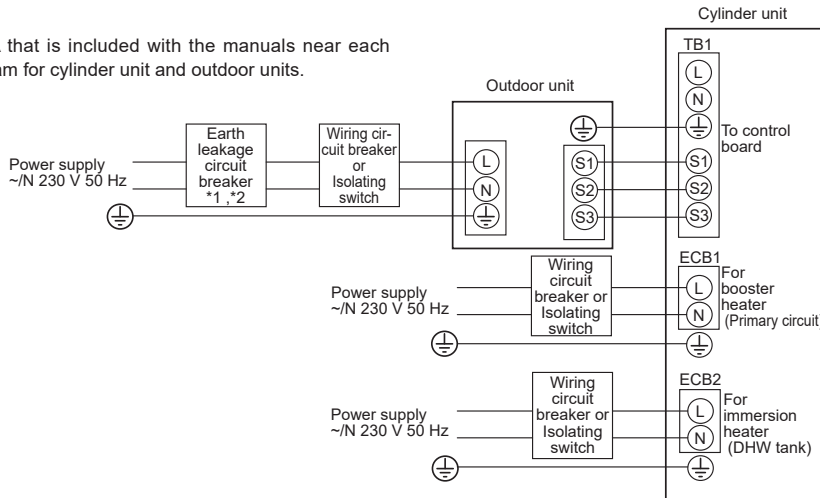 Cylinder unit
that is included with the manuals near each
for cylinder unit and outdoor units.
TB1
L
N
To control
board
S1
S2
S3
Outdoor unit
Power supply
~/N 230 V 50 Hz
Earth
leakage
circuit
breaker
*1 ,*2
Wiring cir-
cuit breaker
or
Isolating
switch
L
N
S1
S2
S3
ECB1
For
booster
heater
(Primary circuit)
L
N
Power supply
~/N 230 V 50 Hz
Wiring
circuit
breaker or
Isolating
switch
ECB2
For
immersion
heater
(DHW tank)
L
N
Power supply
~/N 230 V 50 Hz
Wiring
circuit
breaker or
Isolating
switch